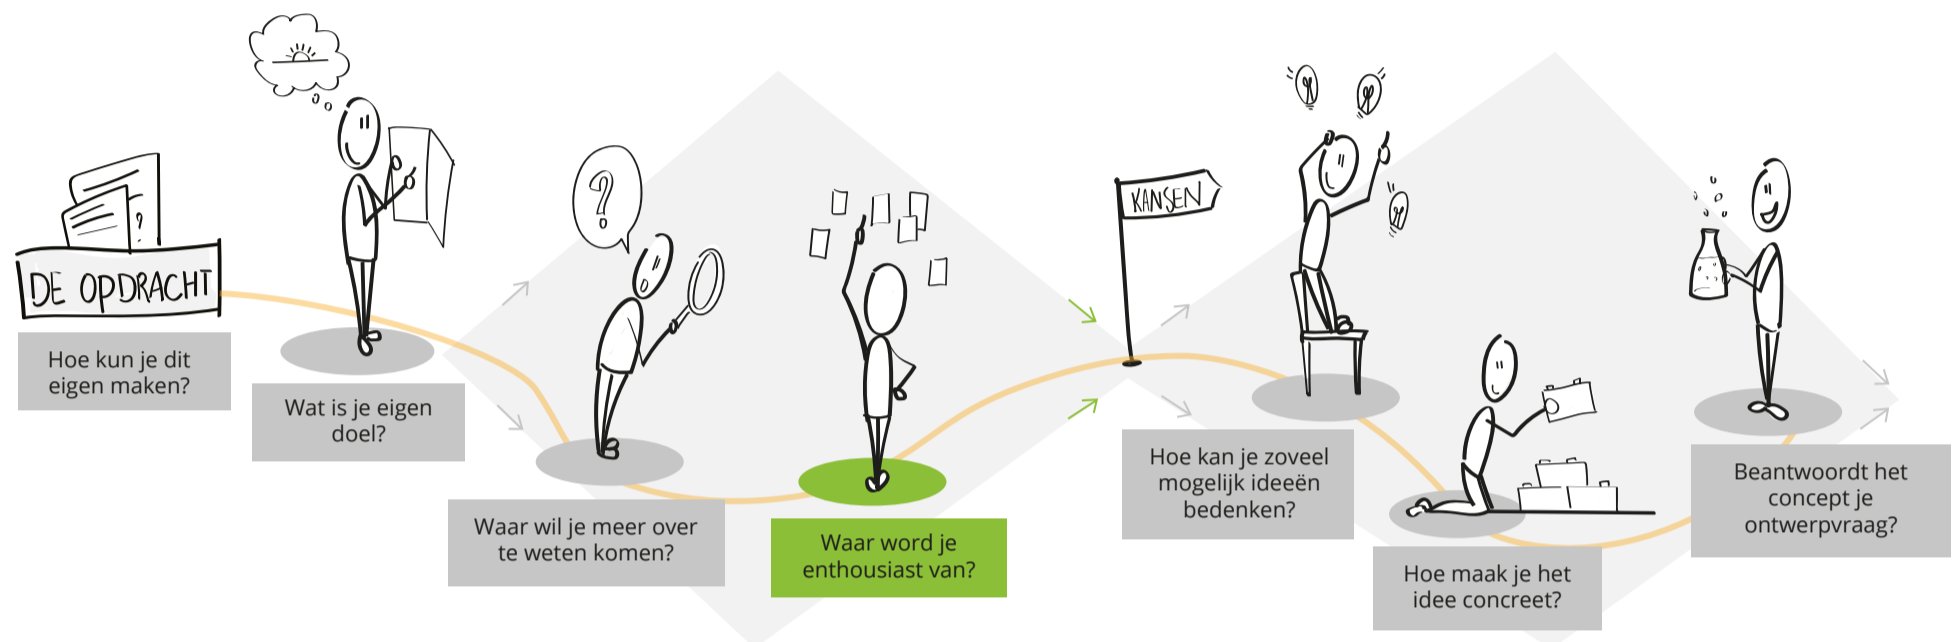 ?
DE OPDRACHT
Hoe kun je dit
eigen maken?
Wat is je eigen
doel?
?
Waar wil je meer over
te weten komen?
Waar word je
enthousiast van?
KANSEN
Hoe kan je zoveel
mogelijk ideeën
bedenken?
Hoe maak je het
idee concreet?
Beantwoordt het
concept je
ontwerpvraag?